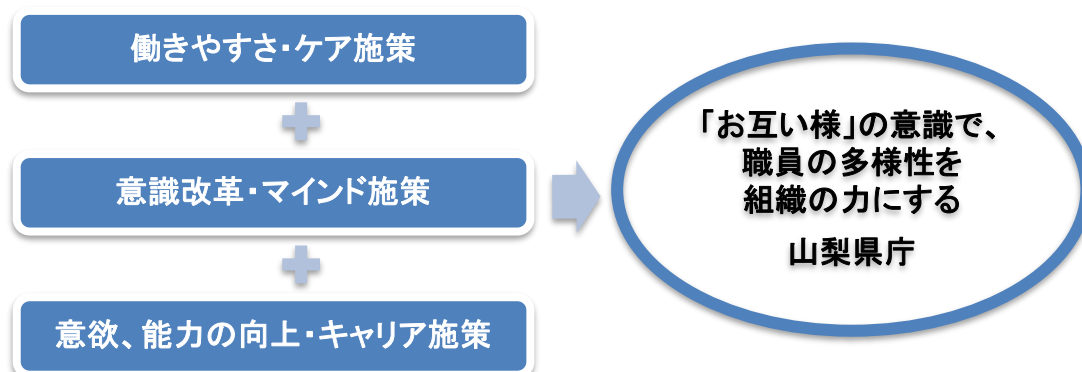 働きやすさ・ケア施策
意識改革・マインド施策
意欲、能力の向上・キャリア施策
「お互い様」の意識で、
職員の多様性を
組織の力にする
山梨県庁